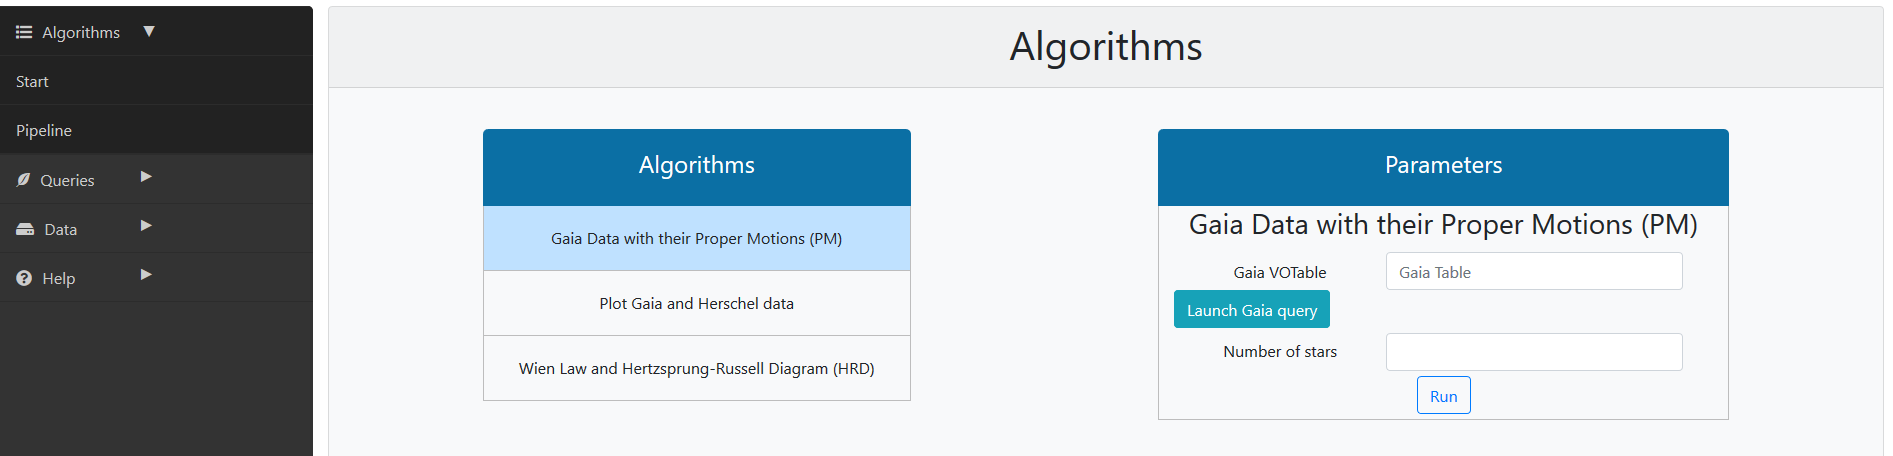 Algorithms
Start
Pipeline
Queries
Data
Help
Algorithms
Algorithms
Gaia Data with their Proper Motions (PM)
Plot Gaia and Herschel data
Wien Law and Hertzsprung-Russell Diagram (HRD)
Parameters
Gaia Data with their Proper Motions (PM)
Gaia VOTable Gaia Table
Launch Gaia query
Number of stars
Run